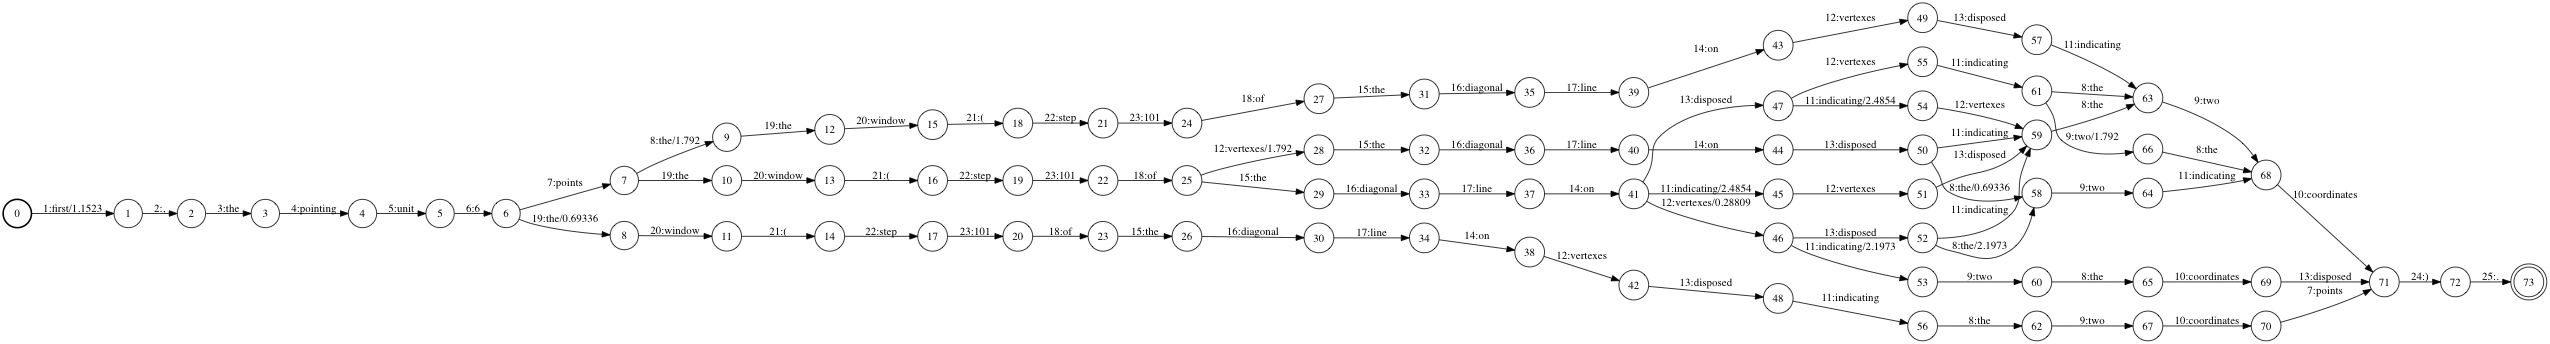 0 1:first/1.1523 1 2:, 2 3:the 3 4:pointing 4 5:unit 5 6:6 6
7:points 7 8:the/1.792 9 19:the 12 20:window 15 21:( 18 22:step 21 23:101 24 18:of 27 15:the 31 16:diagonal 35 17:line 39 14:on 43 12:vertexes 49 13:disposed 57 11:indicating 63 9:two 68 10:coordinates 71 24:) 72 25:. 73
19:the 10 20:window 13 21:( 16 22:step 19 23:101 22 18:of 25
12:vertexes/1.792 28 15:the 32 16:diagonal 36 17:line 40 14:on 44 13:disposed 50 11:indicating 59 8:the
8:the/0.69336 58 9:two 64 11:indicating
15:the 29 16:diagonal 33 17:line 37 14:on 41
13:disposed 47 12:vertexes 55 11:indicating 61 8:the
9:two/1.792 66 8:the
11:indicating/2.4854 54 12:vertexes
11:indicating/2.4854 45 12:vertexes 51 13:disposed
12:vertexes/0.28809 46 13:disposed 52 11:indicating
8:the/2.1973
11:indicating/2.1973 53 9:two 60 8:the 65 10:coordinates 69 13:disposed
19:the/0.69336 8 20:window 11 21:( 14 22:step 17 23:101 20 18:of 23 15:the 26 16:diagonal 30 17:line 34 14:on 38 12:vertexes 42 13:disposed 48 11:indicating 56 8:the 62 9:two 67 10:coordinates 70 7:points